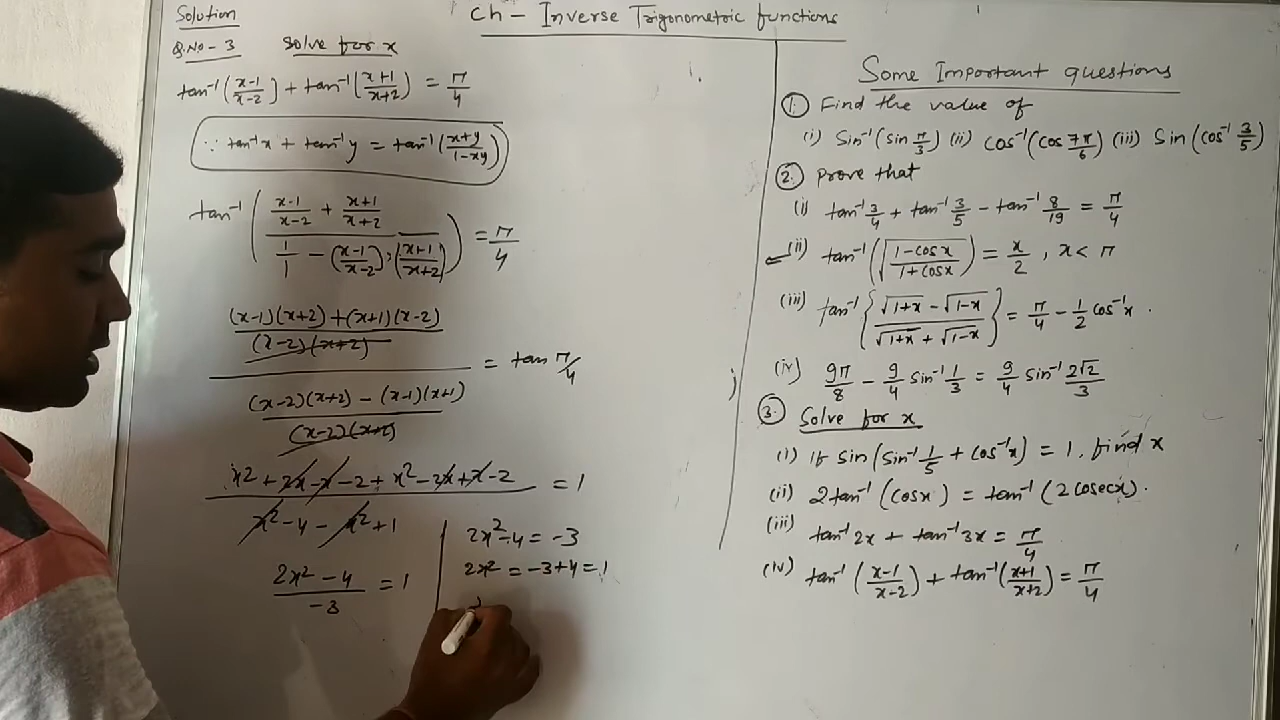 Ch - Inverse Trigonometric functions
Solution
Q.No - 3 Solve for x
tan⁻¹((x-1)/(x-2)) + tan⁻¹((x+1)/(x+2)) = π/4
∵ tan⁻¹x + tan⁻¹y = tan⁻¹((x+y)/(1-xy))
tan⁻¹(((x-1)/(x-2) + (x+1)/(x+2))/(1/1 - ((x-1)/(x-2))×((x+1)/(x+2)))) = π/4
(((x-1)(x+2) + (x+1)(x-2))/((x-2)(x+2)))/(((x-2)(x+2) - (x-1)(x+1))/((x-2)(x+2))) = tan π/4
(x² + 2x - x - 2 + x² - 2x + x - 2)/(x² - 4 - x² + 1) = 1
(2x² - 4)/(-3) = 1
2x² - 4 = -3
2x² = -3 + 4 = 1
Some Important questions
1. Find the value of
(i) Sin⁻¹(sin π/3) (ii) cos⁻¹(cos 7π/6) (iii) Sin(cos⁻¹ 3/5)
2. Prove that
(i) tan⁻¹ 3/4 + tan⁻¹ 3/5 - tan⁻¹ 8/19 = π/4
(ii) tan⁻¹(√((1-cosx)/(1+cosx))) = x/2 , x < π
(iii) tan⁻¹{(√(1+x) - √(1-x))/(√(1+x) + √(1-x))} = π/4 - 1/2 cos⁻¹x .
(iv) 9π/8 - 9/4 sin⁻¹ 1/3 = 9/4 sin⁻¹ 2√2/3
3. Solve for x
(i) If sin(sin⁻¹ 1/5 + cos⁻¹x) = 1, find x
(ii) 2tan⁻¹(cosx) = tan⁻¹(2cosecx).
(iii) tan⁻¹2x + tan⁻¹3x = π/4
(iv) tan⁻¹((x-1)/(x-2)) + tan⁻¹((x+1)/(x+2)) = π/4